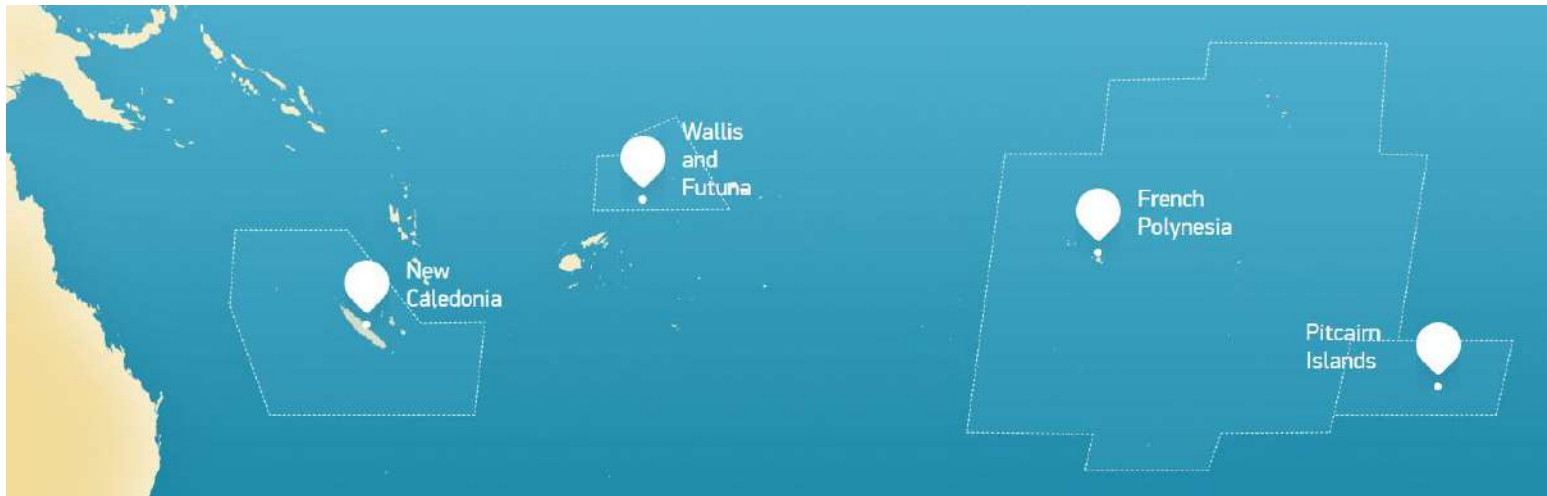 Wallis
and
Futuna
French
Polynesia
New
Caledonia
Pitcairn
Islands